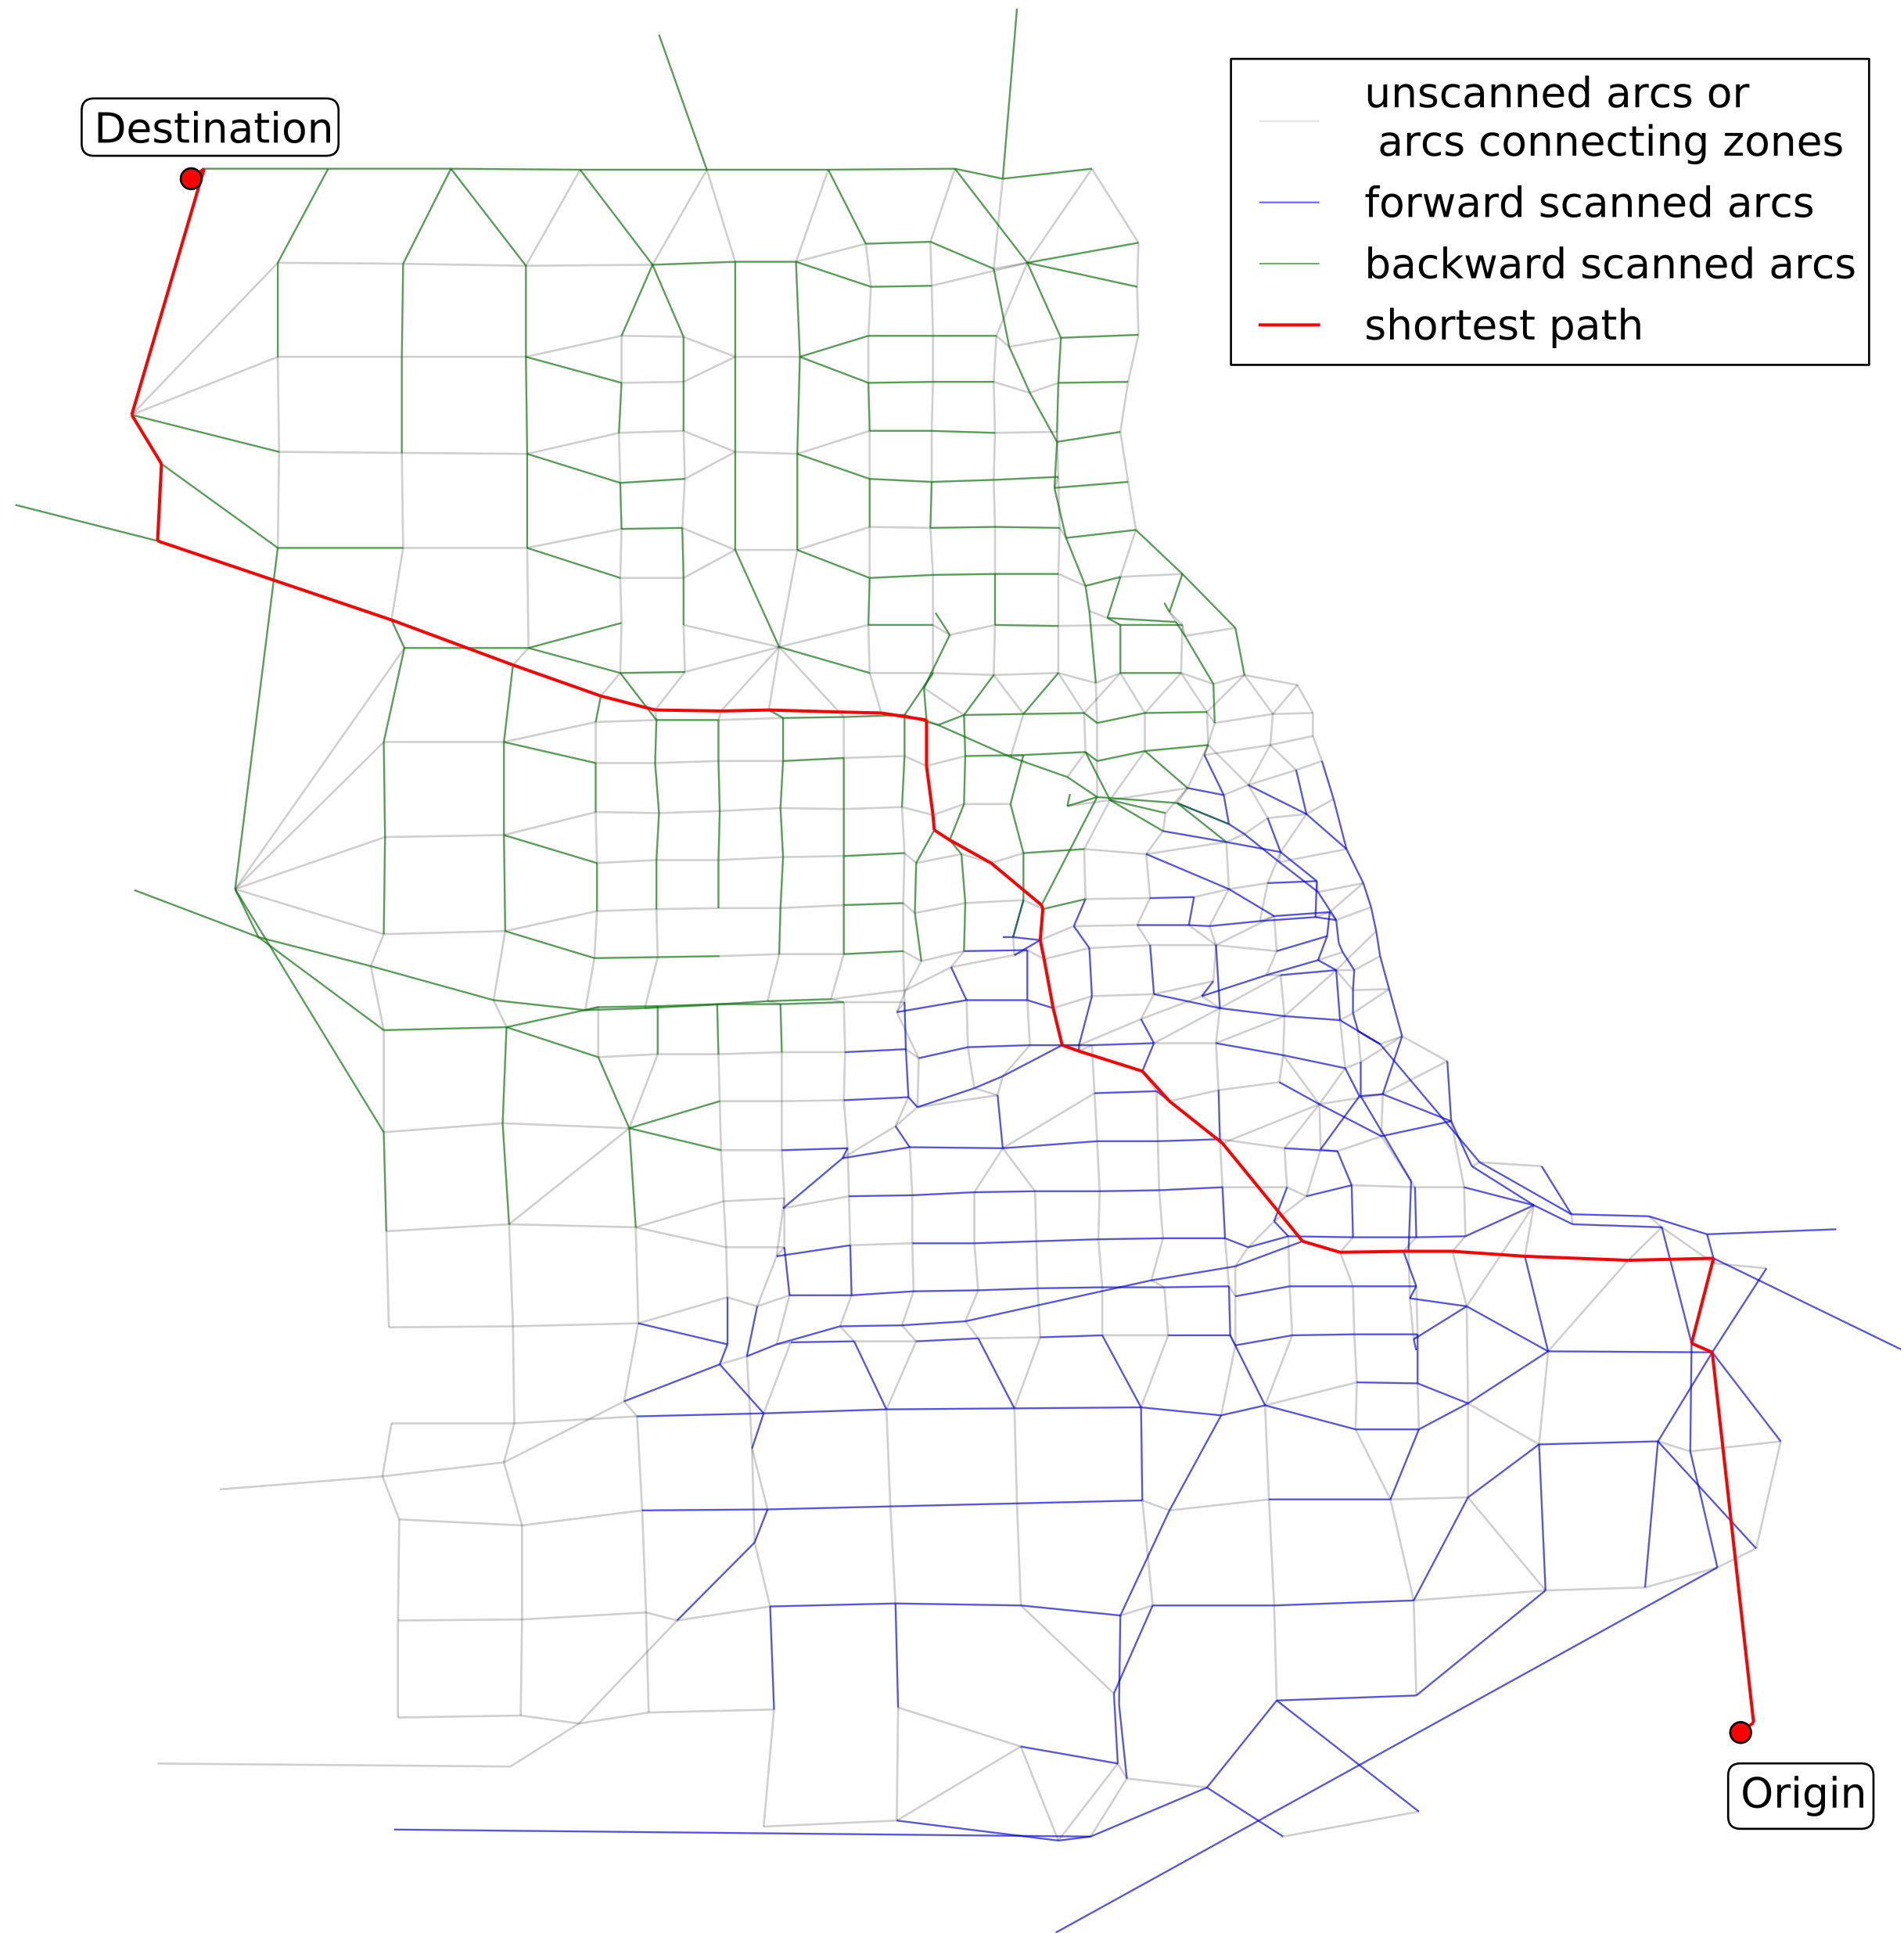 Destination
unscanned arcs or
arcs connecting zones
forward scanned arcs
backward scanned arcs
shortest path
Origin